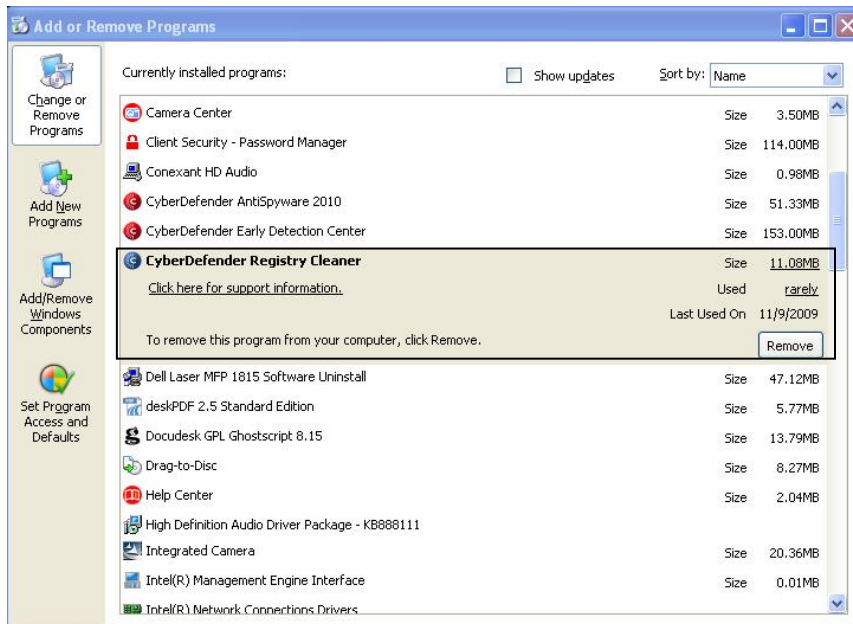 Add or Remove Programs
Change or
Remove
Programs
Add New
Programs
Add/Remove
Windows
Components
Set Program
Access and
Defaults
Currently installed programs:
Show updates
Sort by: Name
Camera Center Size 3.50MB
Client Security - Password Manager Size 114.00MB
Conexant HD Audio Size 0.98MB
CyberDefender AntiSpyware 2010 Size 51.33MB
CyberDefender Early Detection Center Size 153.00MB
CyberDefender Registry Cleaner Size 11.08MB
Click here for support information. Used rarely
Last Used On 11/9/2009
To remove this program from your computer, click Remove. Remove
Dell Laser MFP 1815 Software Uninstall Size 47.12MB
deskPDF 2.5 Standard Edition Size 5.77MB
Docudesk GPL Ghostscript 8.15 Size 13.79MB
Drag-to-Disc Size 8.27MB
Help Center Size 2.04MB
High Definition Audio Driver Package - KB888111
Integrated Camera Size 20.36MB
Intel(R) Management Engine Interface Size 0.01MB
Intel(R) Network Connections Drivers